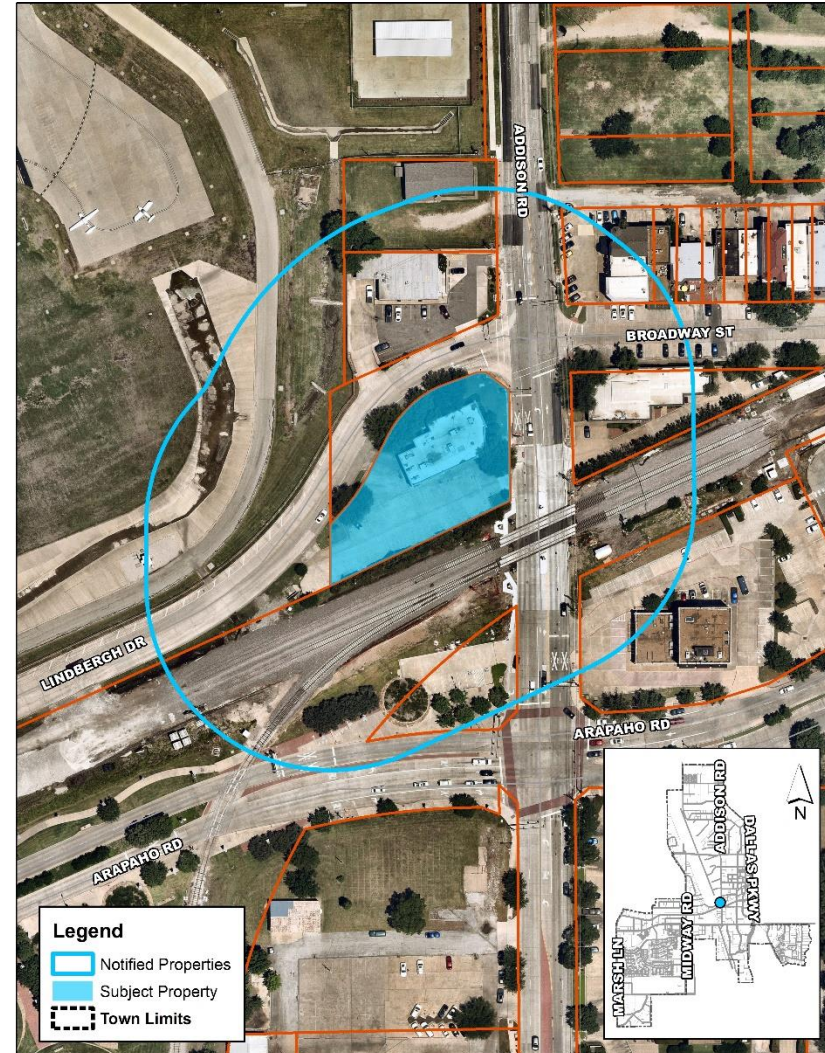 ADDISON RD
BROADWAY ST
LINDBERGH DR
ARAPAHO RD
ARAPAHO RD
Legend
Notified Properties
Subject Property
Town Limits
ADDISON RD
DALLAS PKWY
MIDWAY RD
MARSH LN
N